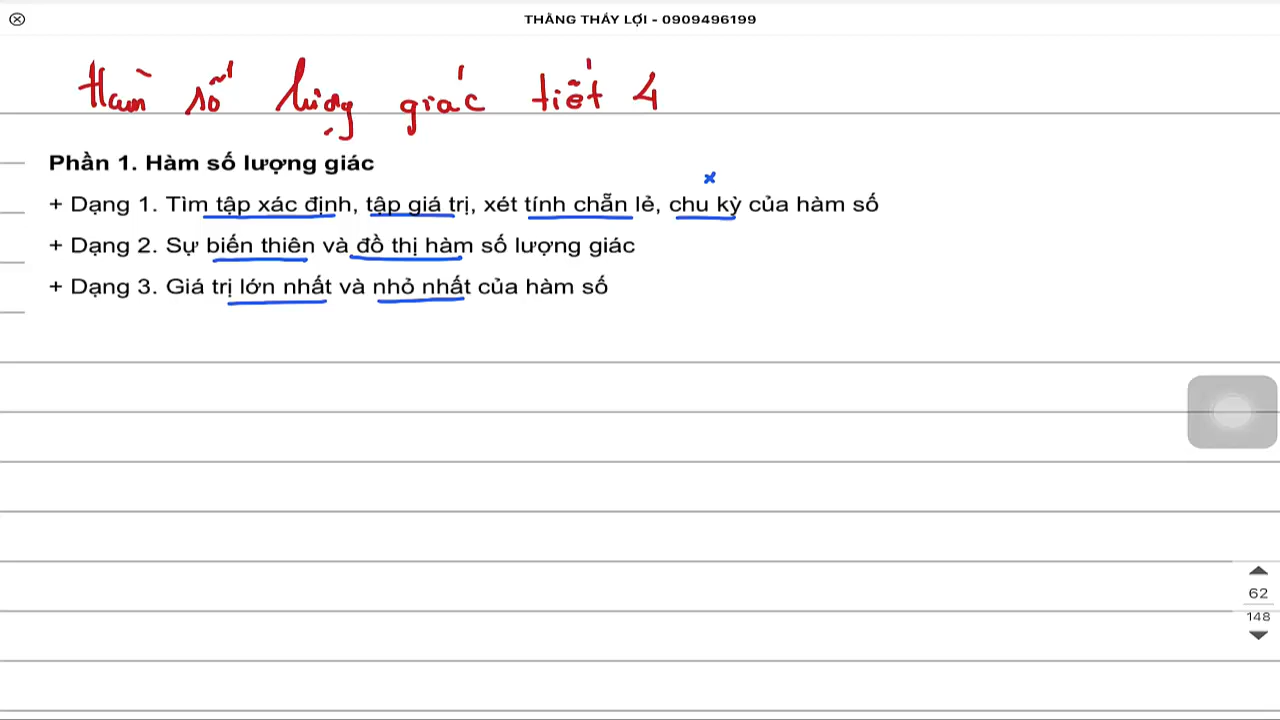 THẦNG THẦY LỢI - 0909496199
Hàm số lượng giác tiết 4
Phần 1. Hàm số lượng giác
+ Dạng 1. Tìm tập xác định, tập giá trị, xét tính chẵn lẻ, chu kỳ của hàm số
+ Dạng 2. Sự biến thiên và đồ thị hàm số lượng giác
+ Dạng 3. Giá trị lớn nhất và nhỏ nhất của hàm số
62
148